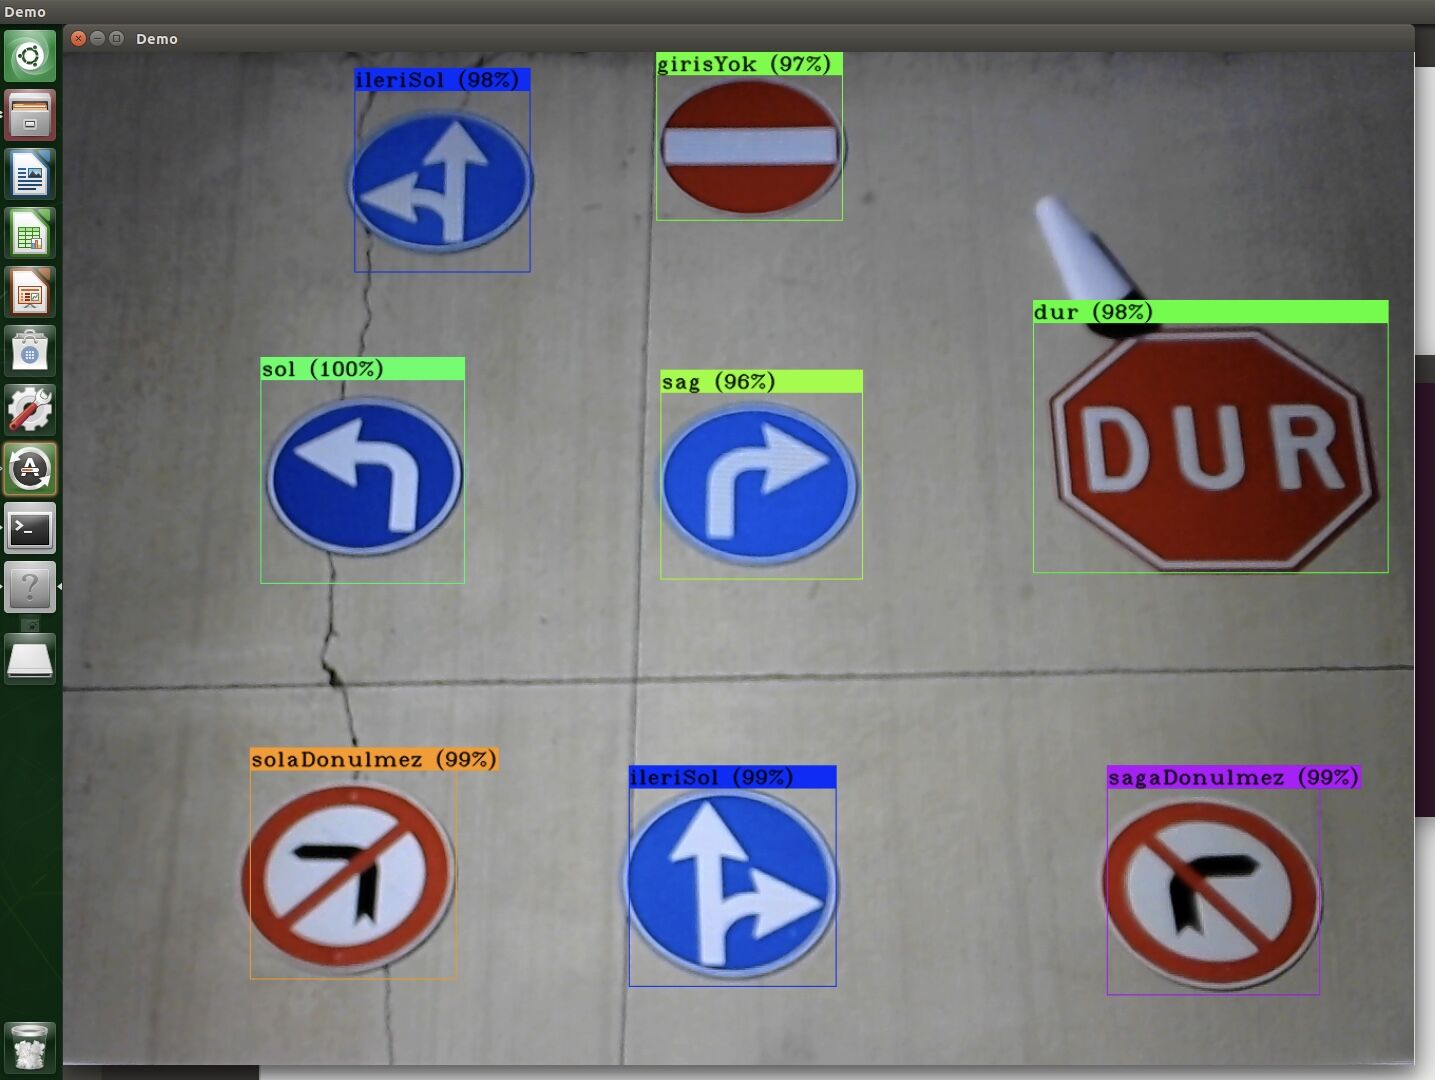 Demo
Demo
ileriSol (98%)
girisYok (97%)
dur (98%)
DUR
sol (100%)
sag (96%)
solaDonulmez (99%)
ileriSol (99%)
sagaDonulmez (99%)